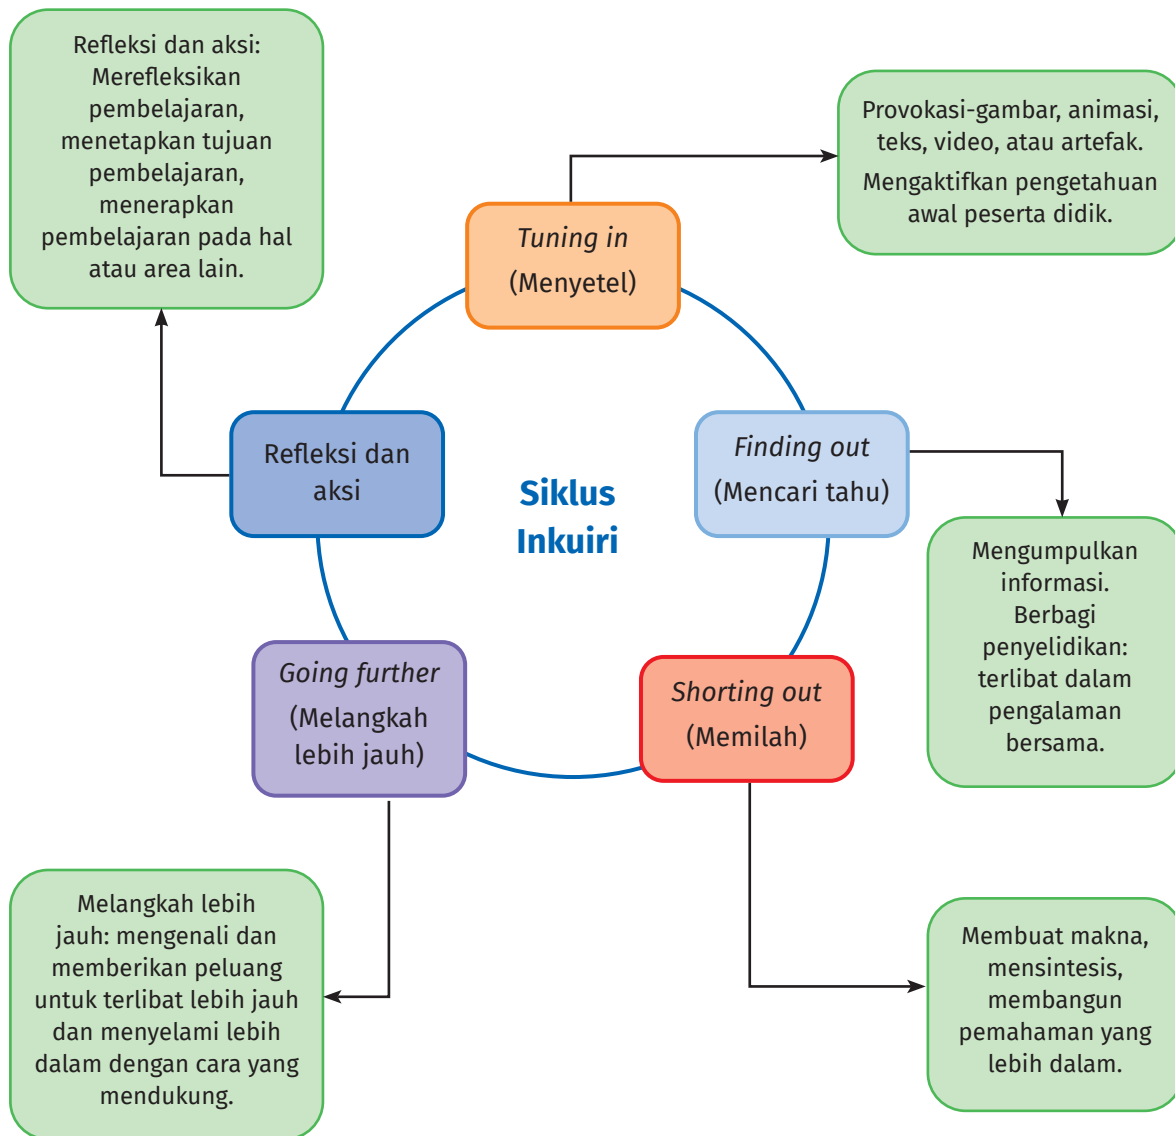 Refleksi dan aksi:
Merefleksikan
pembelajaran,
menetapkan tujuan
pembelajaran,
menerapkan
pembelajaran pada hal
atau area lain.
Provokasi-gambar, animasi,
teks, video, atau artefak.
Mengaktifkan pengetahuan
awal peserta didik.
Tuning in
(Menyetel)
Refleksi dan
aksi
Siklus
Inkuiri
Finding out
(Mencari tahu)
Mengumpulkan
informasi.
Berbagi
penyelidikan:
terlibat dalam
pengalaman
bersama.
Going further
(Melangkah
lebih jauh)
Shorting out
(Memilah)
Melangkah lebih
jauh: mengenali dan
memberikan peluang
untuk terlibat lebih jauh
dan menyelami lebih
dalam dengan cara yang
mendukung.
Membuat makna,
mensintesis,
membangun
pemahaman yang
lebih dalam.